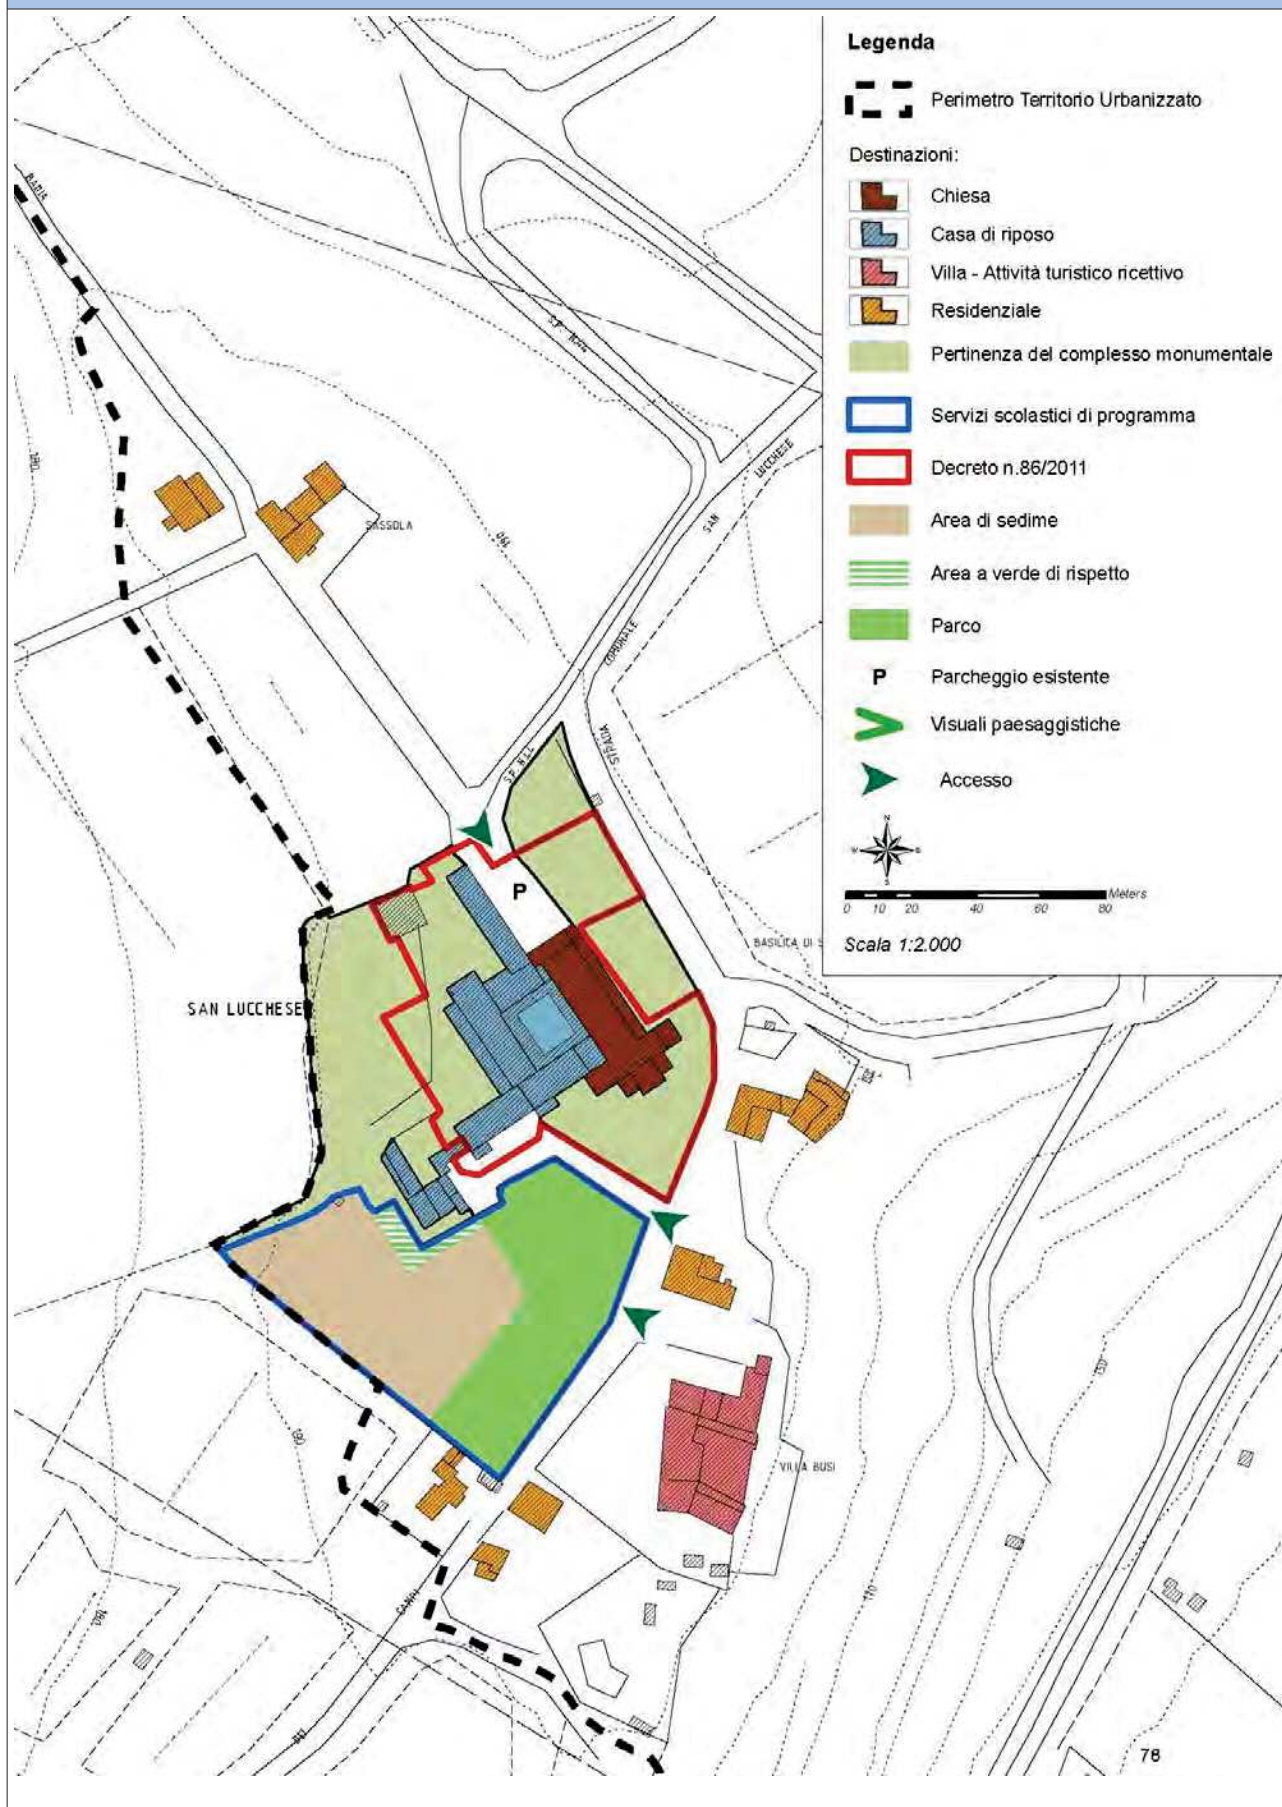 Legenda
Perimetro Territorio Urbanizzato
Destinazioni:
Chiesa
Casa di riposo
Villa - Attività turistico ricettivo
Residenziale
Pertinenza del complesso monumentale
Servizi scolastici di programma
Decreto n.86/2011
Area di sedime
Area a verde di rispetto
Parco
P Parcheggio esistente
Visuali paesaggistiche
Accesso
N
S
Meters
0 10 20 40 60 80
Scala 1:2.000
BADIA
SASSOLA
LUCCHESE
SAN
COMUNALE
STRADA
190
P
BASILICA DI S
SAN LUCCHESE
VILLA BUSI
78